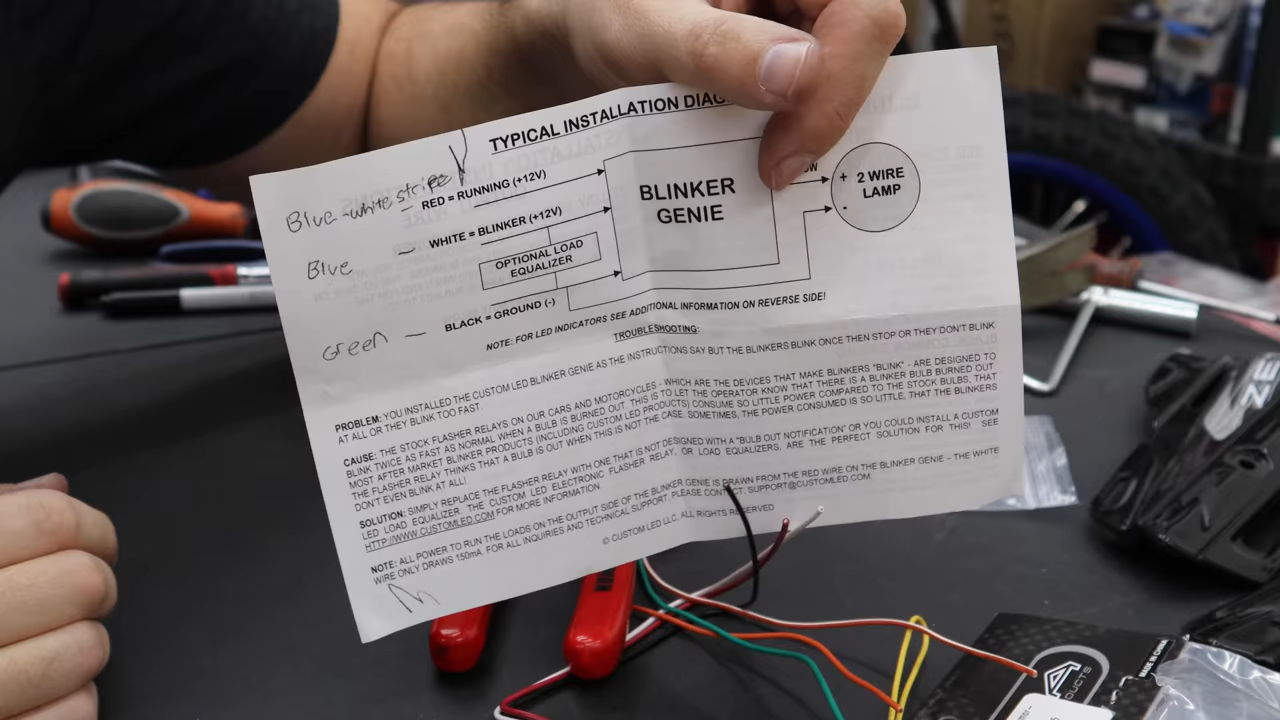 TYPICAL INSTALLATION
Blue-white stripe
RED = RUNNING (+12V)
BLINKER
GENIE
+ 2 WIRE
LAMP
-
Blue — WHITE = BLINKER (+12V)
OPTIONAL LOAD
EQUALIZER
Green — BLACK = GROUND (-)
NOTE: FOR LED INDICATORS SEE ADDITIONAL INFORMATION ON REVERSE SIDE!
TROUBLESHOOTING:
PROBLEM: YOU INSTALLED THE CUSTOM LED BLINKER GENIE AS THE INSTRUCTIONS SAY BUT THE BLINKERS BLINK ONCE THEN STOP OR THEY DON'T BLINK
AT ALL OR THEY BLINK TOO FAST.
CAUSE: THE STOCK FLASHER RELAYS ON OUR CARS AND MOTORCYCLES - WHICH ARE THE DEVICES THAT MAKE BLINKERS "BLINK" - ARE DESIGNED TO
BLINK TWICE AS FAST AS NORMAL WHEN A BULB IS BURNED OUT. THIS IS TO LET THE OPERATOR KNOW THAT THERE IS A BLINKER BULB BURNED OUT.
MOST AFTER MARKET BLINKER PRODUCTS (INCLUDING CUSTOM LED PRODUCTS) CONSUME SO LITTLE POWER COMPARED TO THE STOCK BULBS, THAT
THE FLASHER RELAY THINKS THAT A BULB IS OUT WHEN THIS IS NOT THE CASE. SOMETIMES, THE POWER CONSUMED IS SO LITTLE, THAT THE BLINKERS
DON'T EVEN BLINK AT ALL!
SOLUTION: SIMPLY REPLACE THE FLASHER RELAY WITH ONE THAT IS NOT DESIGNED WITH A "BULB OUT NOTIFICATION" OR YOU COULD INSTALL A CUSTOM
LED LOAD EQUALIZER. THE CUSTOM LED ELECTRONIC FLASHER RELAY, OR LOAD EQUALIZERS, ARE THE PERFECT SOLUTION FOR THIS! SEE
HTTP://WWW.CUSTOMLED.COM FOR MORE INFORMATION.
NOTE: ALL POWER TO RUN THE LOADS ON THE OUTPUT SIDE OF THE BLINKER GENIE IS DRAWN FROM THE RED WIRE ON THE BLINKER GENIE – THE WHITE
WIRE ONLY DRAWS 150mA. FOR ALL INQUIRIES AND TECHNICAL SUPPORT, PLEASE CONTACT: SUPPORT@CUSTOMLED.COM.
© CUSTOM LED LLC, ALL RIGHTS RESERVED
MADE IN CHINA